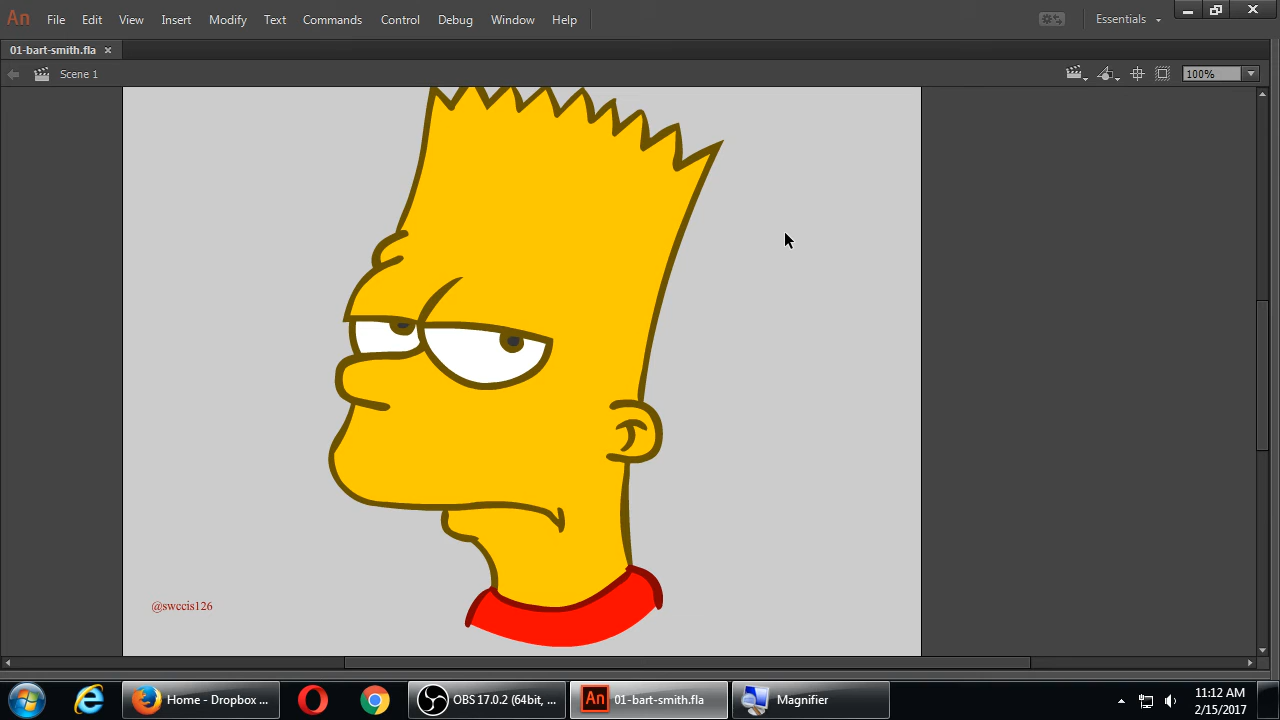 An File Edit View Insert Modify Text Commands Control Debug Window Help Essentials
01-bart-smith.fla
Scene 1 100%
@swccis126
Home - Dropbox ... OBS 17.0.2 (64bit, ... An 01-bart-smith.fla Magnifier 11:12 AM
2/15/2017